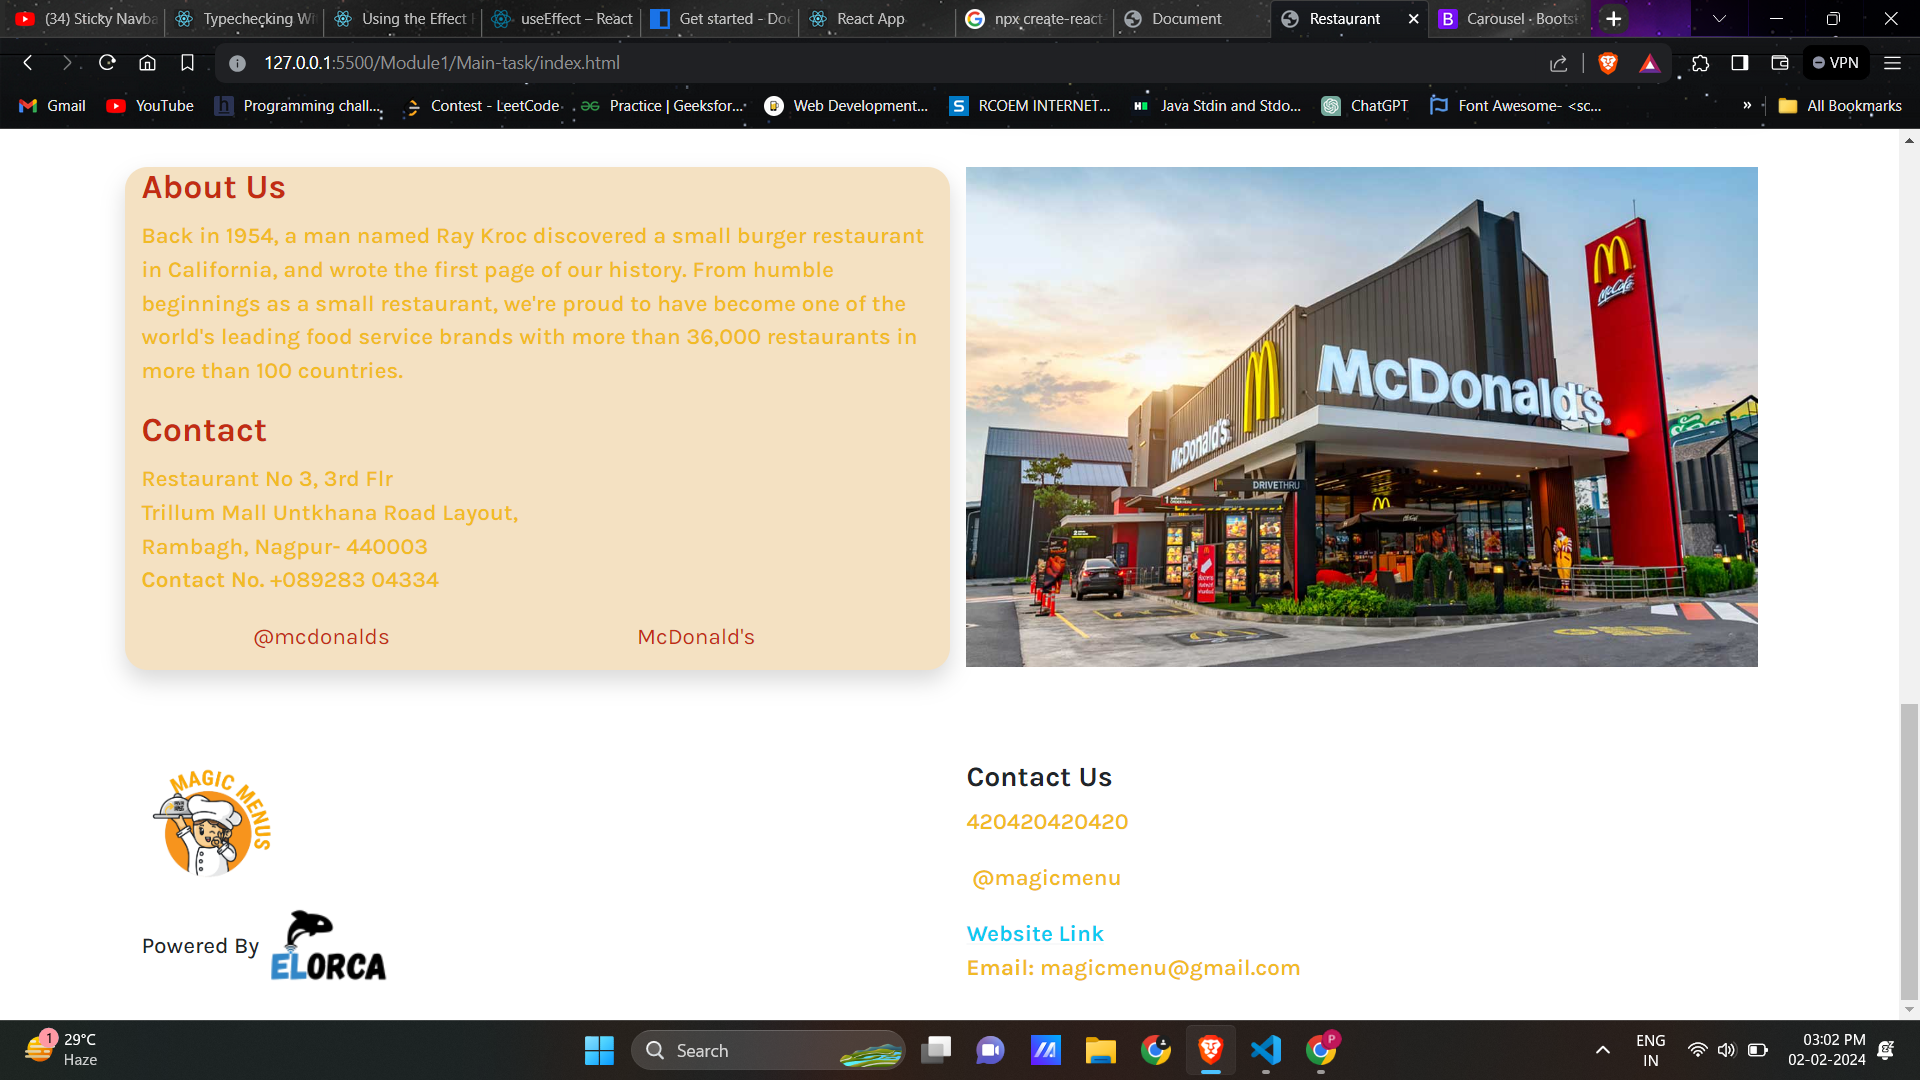 (34) Sticky Navba
Typechecking Wi
Using the Effect
useEffect – React
Get started - Doc
React App
npx create-react-
Document
Restaurant
Carousel · Boots
127.0.0.1:5500/Module1/Main-task/index.html
VPN
Gmail
YouTube
Programming chall...
Contest - LeetCode
Practice | Geeksfor...
Web Development...
RCOEM INTERNET...
Java Stdin and Stdo...
ChatGPT
Font Awesome- <sc...
»
All Bookmarks
About Us
Back in 1954, a man named Ray Kroc discovered a small burger restaurant
in California, and wrote the first page of our history. From humble
beginnings as a small restaurant, we're proud to have become one of the
world's leading food service brands with more than 36,000 restaurants in
more than 100 countries.
Contact
Restaurant No 3, 3rd Flr
Trillum Mall Untkhana Road Layout,
Rambagh, Nagpur- 440003
Contact No. +089283 04334
@mcdonalds
McDonald's
McCafé
McDonald's
McDonald's
DRIVETHRU
MAGIC MENUS
Powered By
ELORCA
Contact Us
420420420420
@magicmenu
Website Link
Email: magicmenu@gmail.com
1
29°C
Haze
Search
P
ENG
IN
03:02 PM
02-02-2024